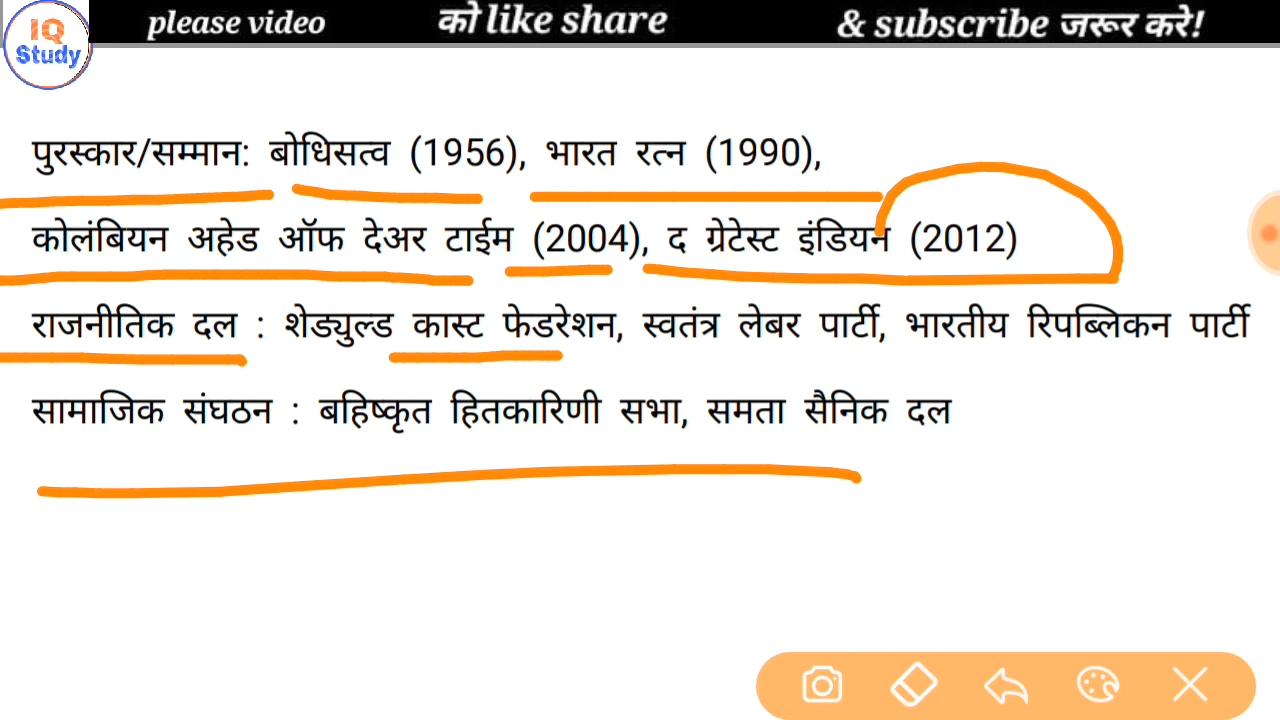 IQ
Study
please video को like share & subscribe जरूर करे!
पुरस्कार/सम्मान: बोधिसत्व (1956), भारत रत्न (1990),
कोलंबियन अहेड ऑफ देअर टाईम (2004), द ग्रेटेस्ट इंडियन (2012)
राजनीतिक दल : शेड्युल्ड कास्ट फेडरेशन, स्वतंत्र लेबर पार्टी, भारतीय रिपब्लिकन पार्टी
सामाजिक संघठन : बहिष्कृत हितकारिणी सभा, समता सैनिक दल